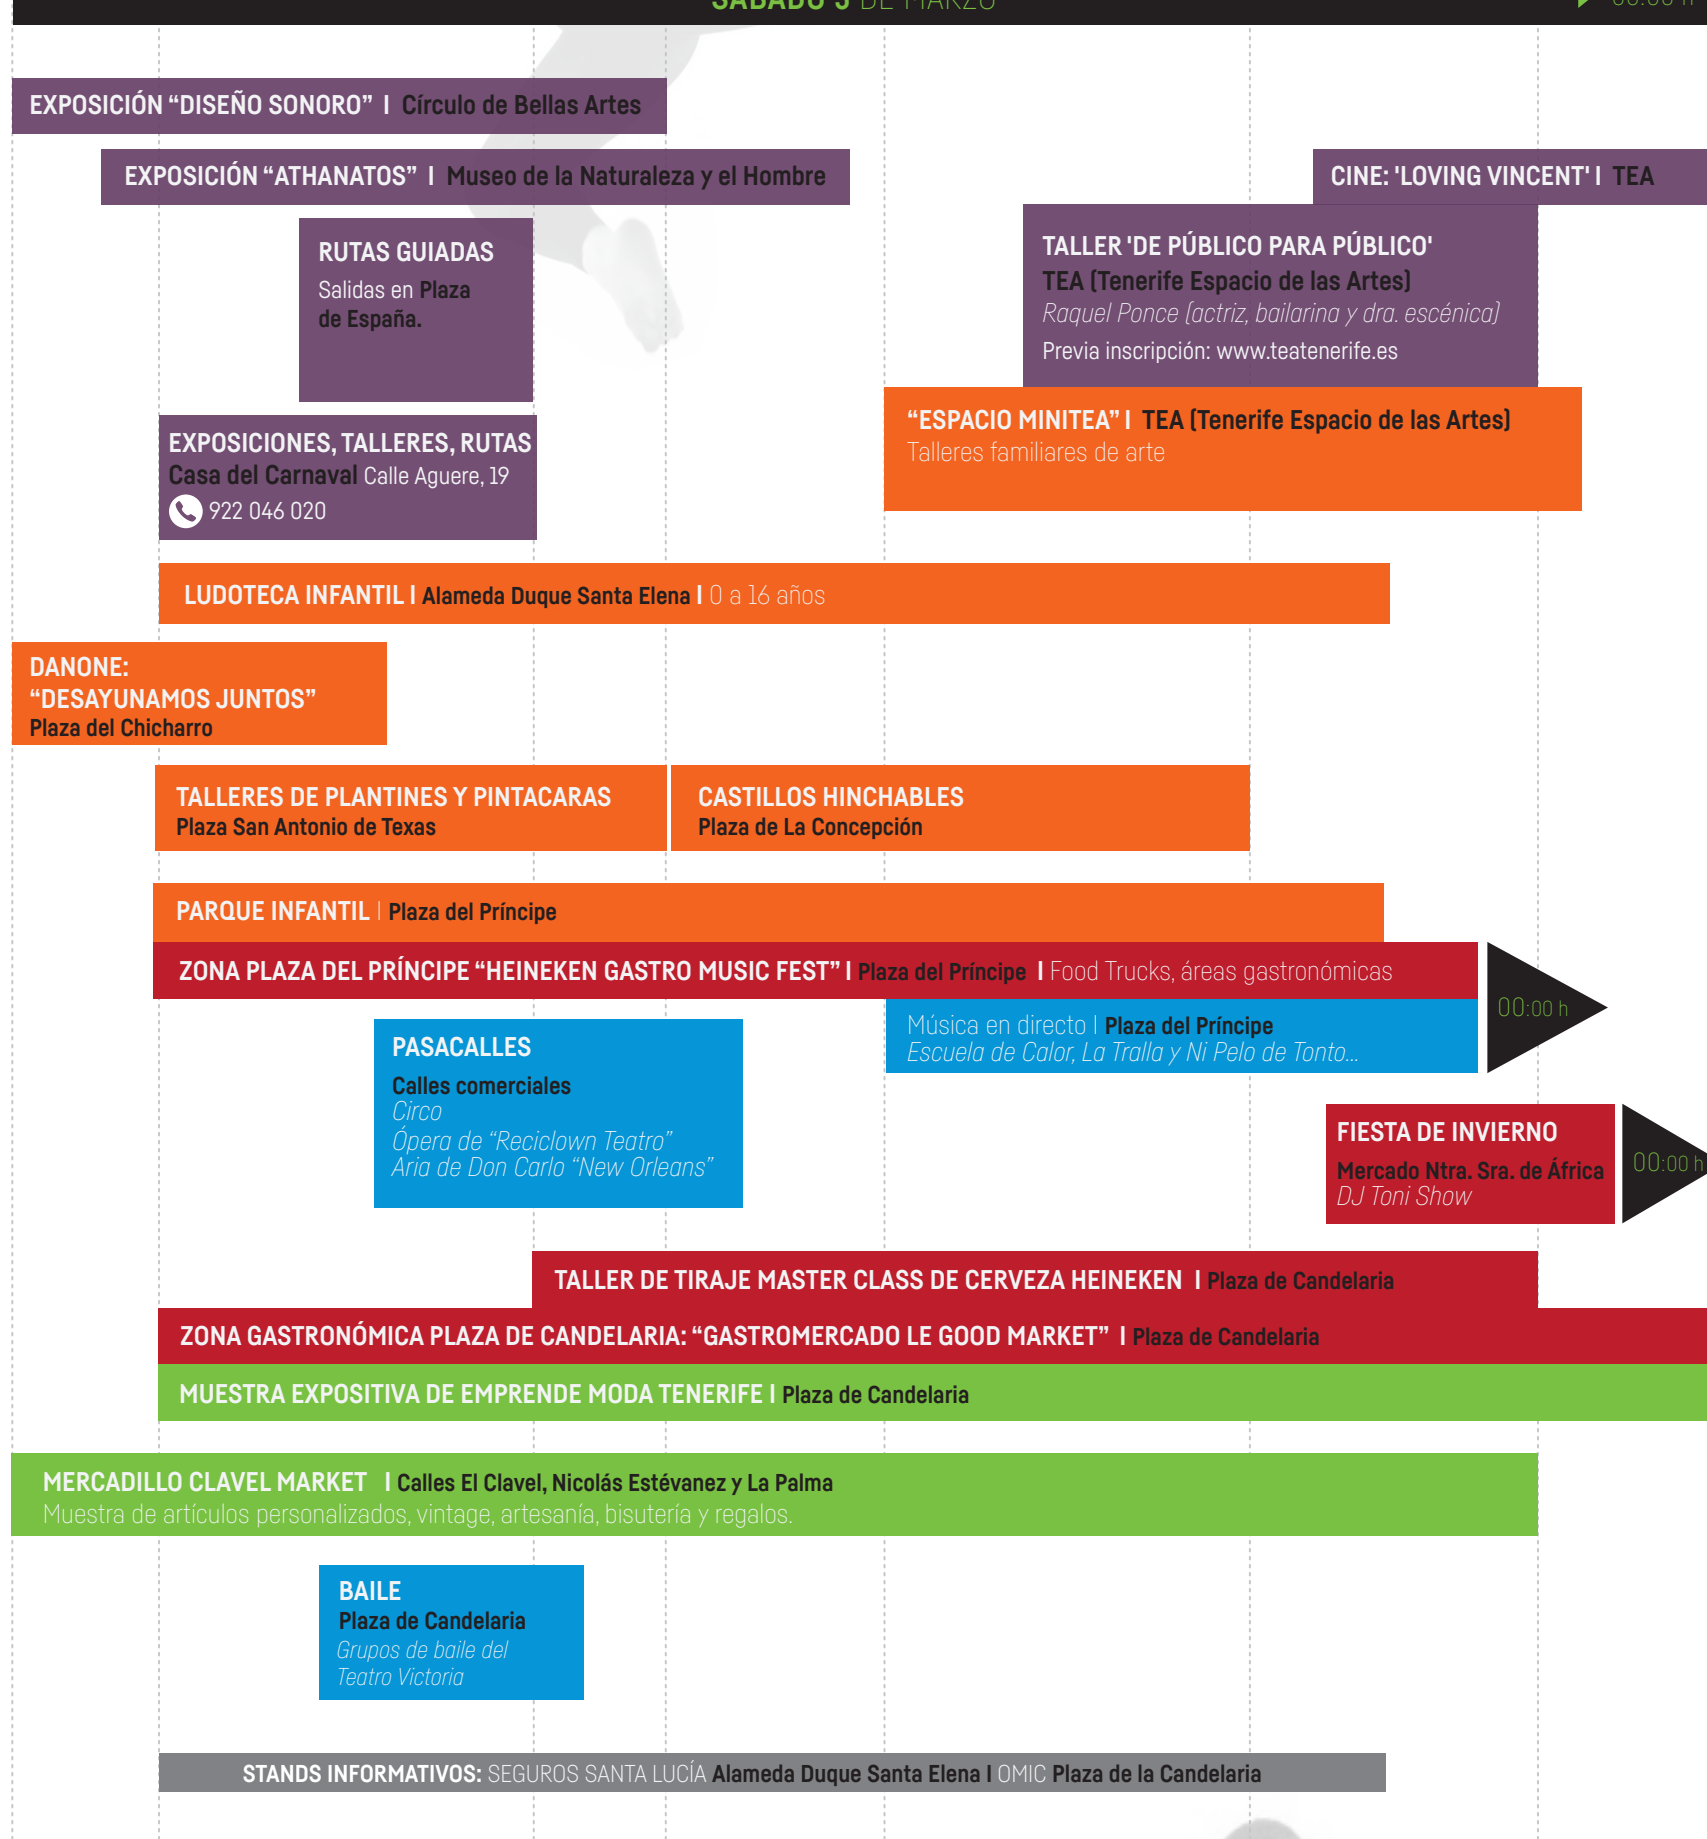 DE MARZO
EXPOSICIÓN “DISEÑO SONORO” I Círculo de Bellas Artes
EXPOSICIÓN “ATHANATOS” I Museo de la Naturaleza y el Hombre
CINE: 'LOVING VINCENT' I TEA
RUTAS GUIADAS
Salidas en Plaza
de España.
TALLER 'DE PÚBLICO PARA PÚBLICO'
TEA (Tenerife Espacio de las Artes)
Raquel Ponce (actriz, bailarina y dra. escénica)
Previa inscripción: www.teatenerife.es
“ESPACIO MINITEA” I TEA (Tenerife Espacio de las Artes)
Talleres familiares de arte
EXPOSICIONES, TALLERES, RUTAS
Casa del Carnaval Calle Aguere, 19
922 046 020
LUDOTECA INFANTIL I Alameda Duque Santa Elena I 0 a 16 años
DANONE:
“DESAYUNAMOS JUNTOS”
Plaza del Chicharro
TALLERES DE PLANTINES Y PINTACARAS
Plaza San Antonio de Texas
CASTILLOS HINCHABLES
Plaza de La Concepción
PARQUE INFANTIL | Plaza del Príncipe
ZONA PLAZA DEL PRÍNCIPE “HEINEKEN GASTRO MUSIC FEST” I Plaza del Príncipe I Food Trucks, áreas gastronómicas
00:00 h
Música en directo | Plaza del Príncipe
Escuela de Calor, La Tralla y Ni Pelo de Tonto...
PASACALLES
Calles comerciales
Circo
Ópera de “Reciclown Teatro”
Aria de Don Carlo “New Orleans”
FIESTA DE INVIERNO
Mercado Ntra. Sra. de África
DJ Toni Show
00:00 h
TALLER DE TIRAJE MASTER CLASS DE CERVEZA HEINEKEN I Plaza de Candelaria
ZONA GASTRONÓMICA PLAZA DE CANDELARIA: “GASTROMERCADO LE GOOD MARKET” I Plaza de Candelaria
MUESTRA EXPOSITIVA DE EMPRENDE MODA TENERIFE I Plaza de Candelaria
MERCADILLO CLAVEL MARKET I Calles El Clavel, Nicolás Estévanez y La Palma
Muestra de artículos personalizados, vintage, artesanía, bisutería y regalos.
BAILE
Plaza de Candelaria
Grupos de baile del
Teatro Victoria
STANDS INFORMATIVOS: SEGUROS SANTA LUCÍA Alameda Duque Santa Elena I OMIC Plaza de la Candelaria